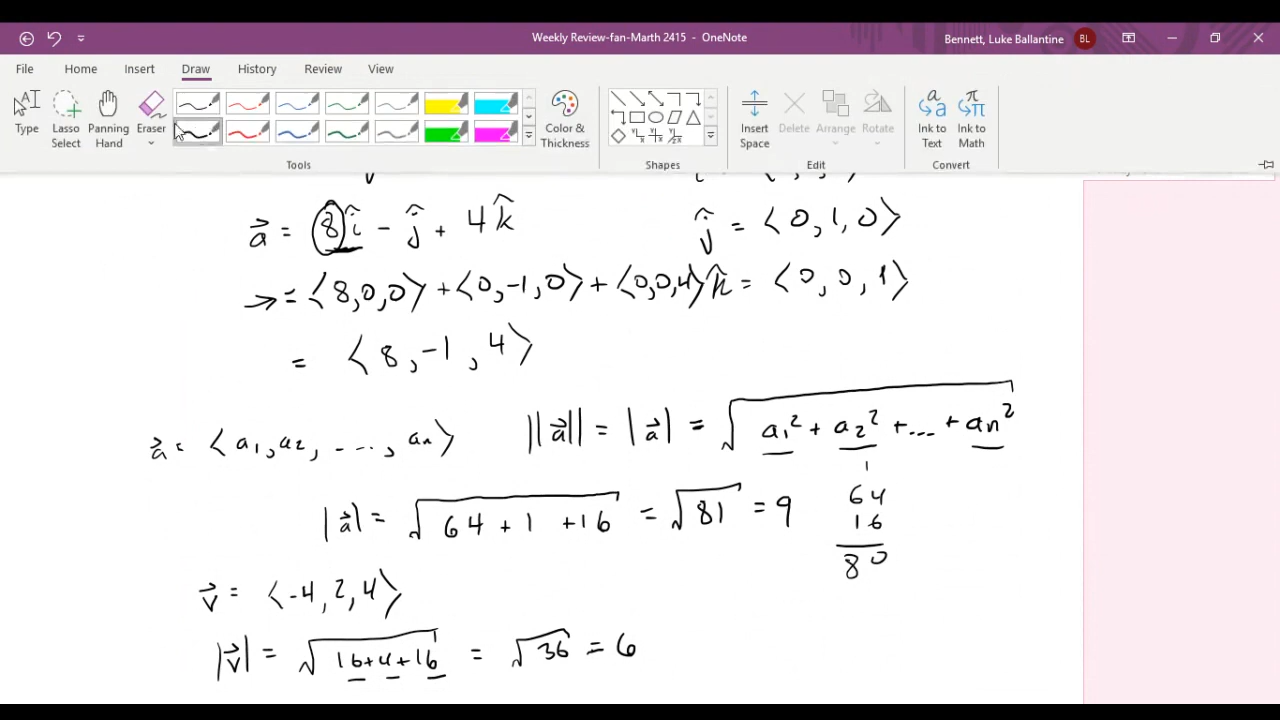 Weekly Review-fan-Marth 2415 - OneNote
Bennett, Luke Ballantine BL
File Home Insert Draw History Review View
Type Lasso Select Panning Hand Eraser Color & Thickness Insert Space Delete Arrange Rotate Ink to Text Ink to Math
Tools Shapes Edit Convert
a⃗ = 8î - ĵ + 4k̂
ĵ = ⟨0, 1, 0⟩
→ = ⟨8,0,0⟩ + ⟨0,-1,0⟩ + ⟨0,0,4⟩
k̂ = ⟨0, 0, 1⟩
= ⟨8, -1, 4⟩
a⃗ = ⟨a₁, a₂, ..., aₙ⟩
||a⃗|| = |a⃗| = √(a₁² + a₂² + ... + aₙ²)
|a⃗| = √(64 + 1 + 16) = √81 = 9
1
64
16
80
v⃗ = ⟨-4, 2, 4⟩
|v⃗| = √(16+4+16) = √36 = 6